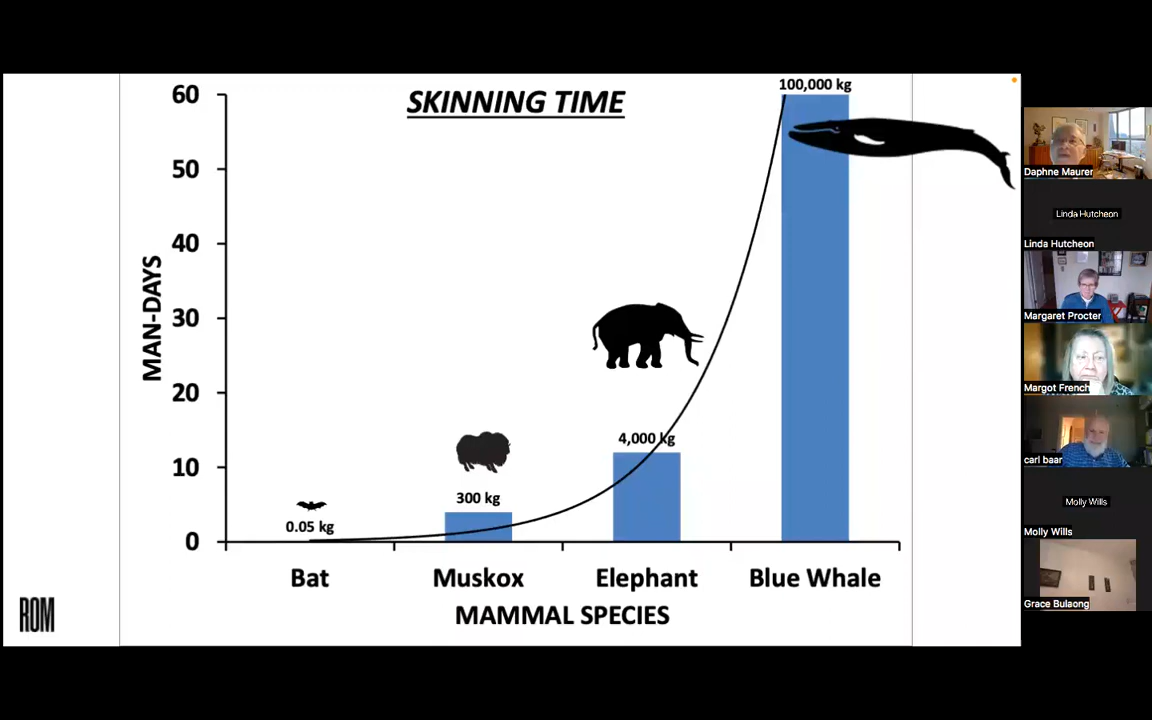 SKINNING TIME
MAN-DAYS
60
50
40
30
20
10
0
0.05 kg
300 kg
4,000 kg
100,000 kg
Bat
Muskox
Elephant
Blue Whale
MAMMAL SPECIES
ROM
Daphne Maurer
Linda Hutcheon
Linda Hutcheon
Margaret Procter
Margot French
carl baar
Molly Wills
Molly Wills
Grace Bulaong